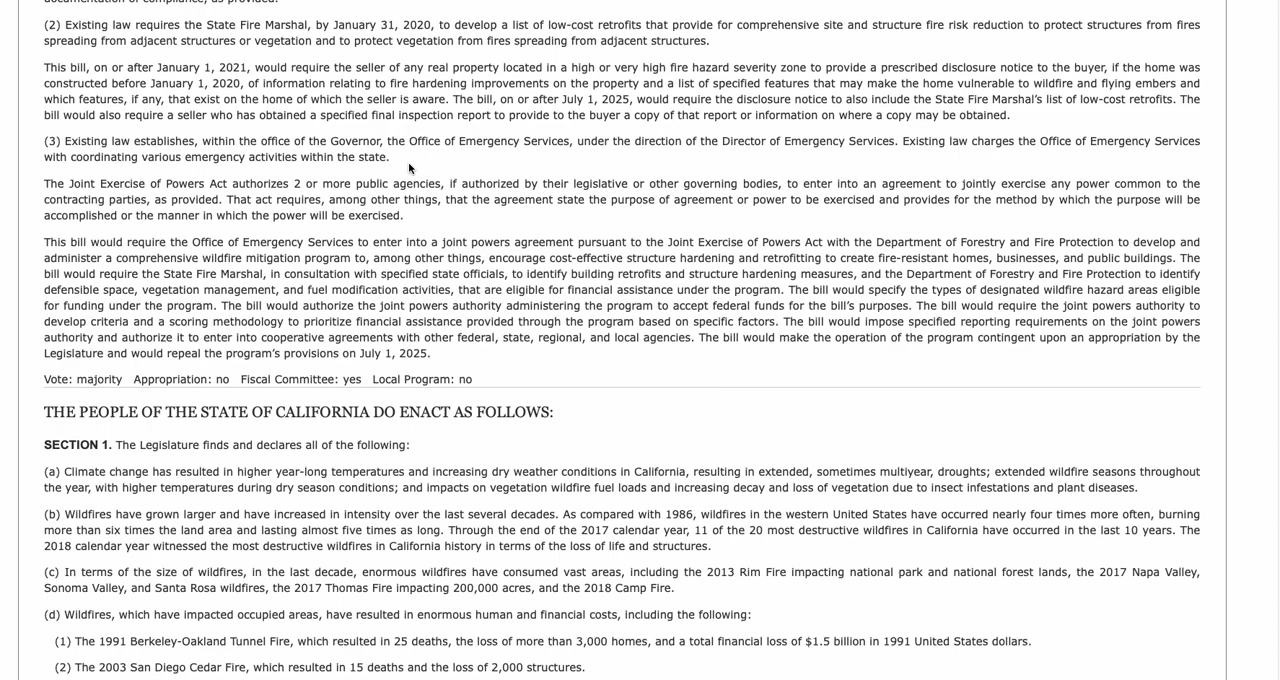 documentation of compliance, as provided.
(2) Existing law requires the State Fire Marshal, by January 31, 2020, to develop a list of low-cost retrofits that provide for comprehensive site and structure fire risk reduction to protect structures from fires
spreading from adjacent structures or vegetation and to protect vegetation from fires spreading from adjacent structures.
This bill, on or after January 1, 2021, would require the seller of any real property located in a high or very high fire hazard severity zone to provide a prescribed disclosure notice to the buyer, if the home was
constructed before January 1, 2020, of information relating to fire hardening improvements on the property and a list of specified features that may make the home vulnerable to wildfire and flying embers and
which features, if any, that exist on the home of which the seller is aware. The bill, on or after July 1, 2025, would require the disclosure notice to also include the State Fire Marshal's list of low-cost retrofits. The
bill would also require a seller who has obtained a specified final inspection report to provide to the buyer a copy of that report or information on where a copy may be obtained.
(3) Existing law establishes, within the office of the Governor, the Office of Emergency Services, under the direction of the Director of Emergency Services. Existing law charges the Office of Emergency Services
with coordinating various emergency activities within the state.
The Joint Exercise of Powers Act authorizes 2 or more public agencies, if authorized by their legislative or other governing bodies, to enter into an agreement to jointly exercise any power common to the
contracting parties, as provided. That act requires, among other things, that the agreement state the purpose of agreement or power to be exercised and provides for the method by which the purpose will be
accomplished or the manner in which the power will be exercised.
This bill would require the Office of Emergency Services to enter into a joint powers agreement pursuant to the Joint Exercise of Powers Act with the Department of Forestry and Fire Protection to develop and
administer a comprehensive wildfire mitigation program to, among other things, encourage cost-effective structure hardening and retrofitting to create fire-resistant homes, businesses, and public buildings. The
bill would require the State Fire Marshal, in consultation with specified state officials, to identify building retrofits and structure hardening measures, and the Department of Forestry and Fire Protection to identify
defensible space, vegetation management, and fuel modification activities, that are eligible for financial assistance under the program. The bill would specify the types of designated wildfire hazard areas eligible
for funding under the program. The bill would authorize the joint powers authority administering the program to accept federal funds for the bill's purposes. The bill would require the joint powers authority to
develop criteria and a scoring methodology to prioritize financial assistance provided through the program based on specific factors. The bill would impose specified reporting requirements on the joint powers
authority and authorize it to enter into cooperative agreements with other federal, state, regional, and local agencies. The bill would make the operation of the program contingent upon an appropriation by the
Legislature and would repeal the program's provisions on July 1, 2025.
Vote: majority Appropriation: no Fiscal Committee: yes Local Program: no
THE PEOPLE OF THE STATE OF CALIFORNIA DO ENACT AS FOLLOWS:
SECTION 1. The Legislature finds and declares all of the following:
(a) Climate change has resulted in higher year-long temperatures and increasing dry weather conditions in California, resulting in extended, sometimes multiyear, droughts; extended wildfire seasons throughout
the year, with higher temperatures during dry season conditions; and impacts on vegetation wildfire fuel loads and increasing decay and loss of vegetation due to insect infestations and plant diseases.
(b) Wildfires have grown larger and have increased in intensity over the last several decades. As compared with 1986, wildfires in the western United States have occurred nearly four times more often, burning
more than six times the land area and lasting almost five times as long. Through the end of the 2017 calendar year, 11 of the 20 most destructive wildfires in California have occurred in the last 10 years. The
2018 calendar year witnessed the most destructive wildfires in California history in terms of the loss of life and structures.
(c) In terms of the size of wildfires, in the last decade, enormous wildfires have consumed vast areas, including the 2013 Rim Fire impacting national park and national forest lands, the 2017 Napa Valley,
Sonoma Valley, and Santa Rosa wildfires, the 2017 Thomas Fire impacting 200,000 acres, and the 2018 Camp Fire.
(d) Wildfires, which have impacted occupied areas, have resulted in enormous human and financial costs, including the following:
(1) The 1991 Berkeley-Oakland Tunnel Fire, which resulted in 25 deaths, the loss of more than 3,000 homes, and a total financial loss of $1.5 billion in 1991 United States dollars.
(2) The 2003 San Diego Cedar Fire, which resulted in 15 deaths and the loss of 2,000 structures.